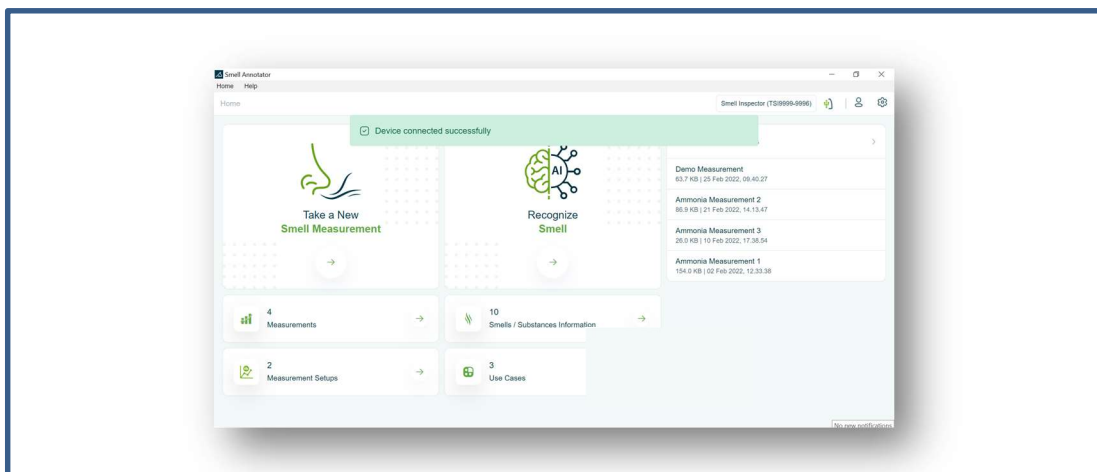 Smell Annotator
Home Help
Home
Smell Inspector (TSI9999-9996)
Device connected successfully
Take a New
Smell Measurement
AI
Recognize
Smell
Demo Measurement
63.7 KB | 25 Feb 2022, 09.40.27
Ammonia Measurement 2
86.9 KB | 21 Feb 2022, 14.13.47
Ammonia Measurement 3
26.0 KB | 10 Feb 2022, 17.38.54
Ammonia Measurement 1
154.0 KB | 02 Feb 2022, 12.33.38
4
Measurements
10
Smells / Substances Information
2
Measurement Setups
3
Use Cases
No new notifications